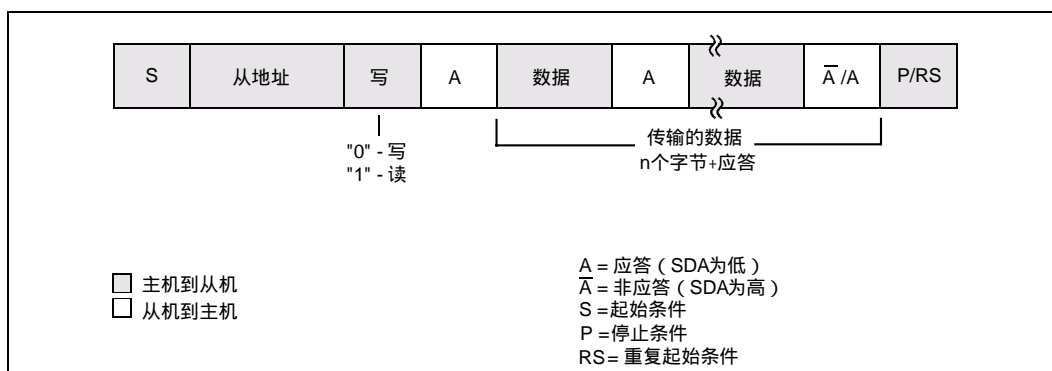 S 从地址 写 A 数据 A 数据 A̅ /A P/RS
"0" - 写
"1" - 读
传输的数据
n个字节+应答
主机到从机
从机到主机
A = 应答（SDA为低）
A̅ = 非应答（SDA为高）
S =起始条件
P =停止条件
RS= 重复起始条件